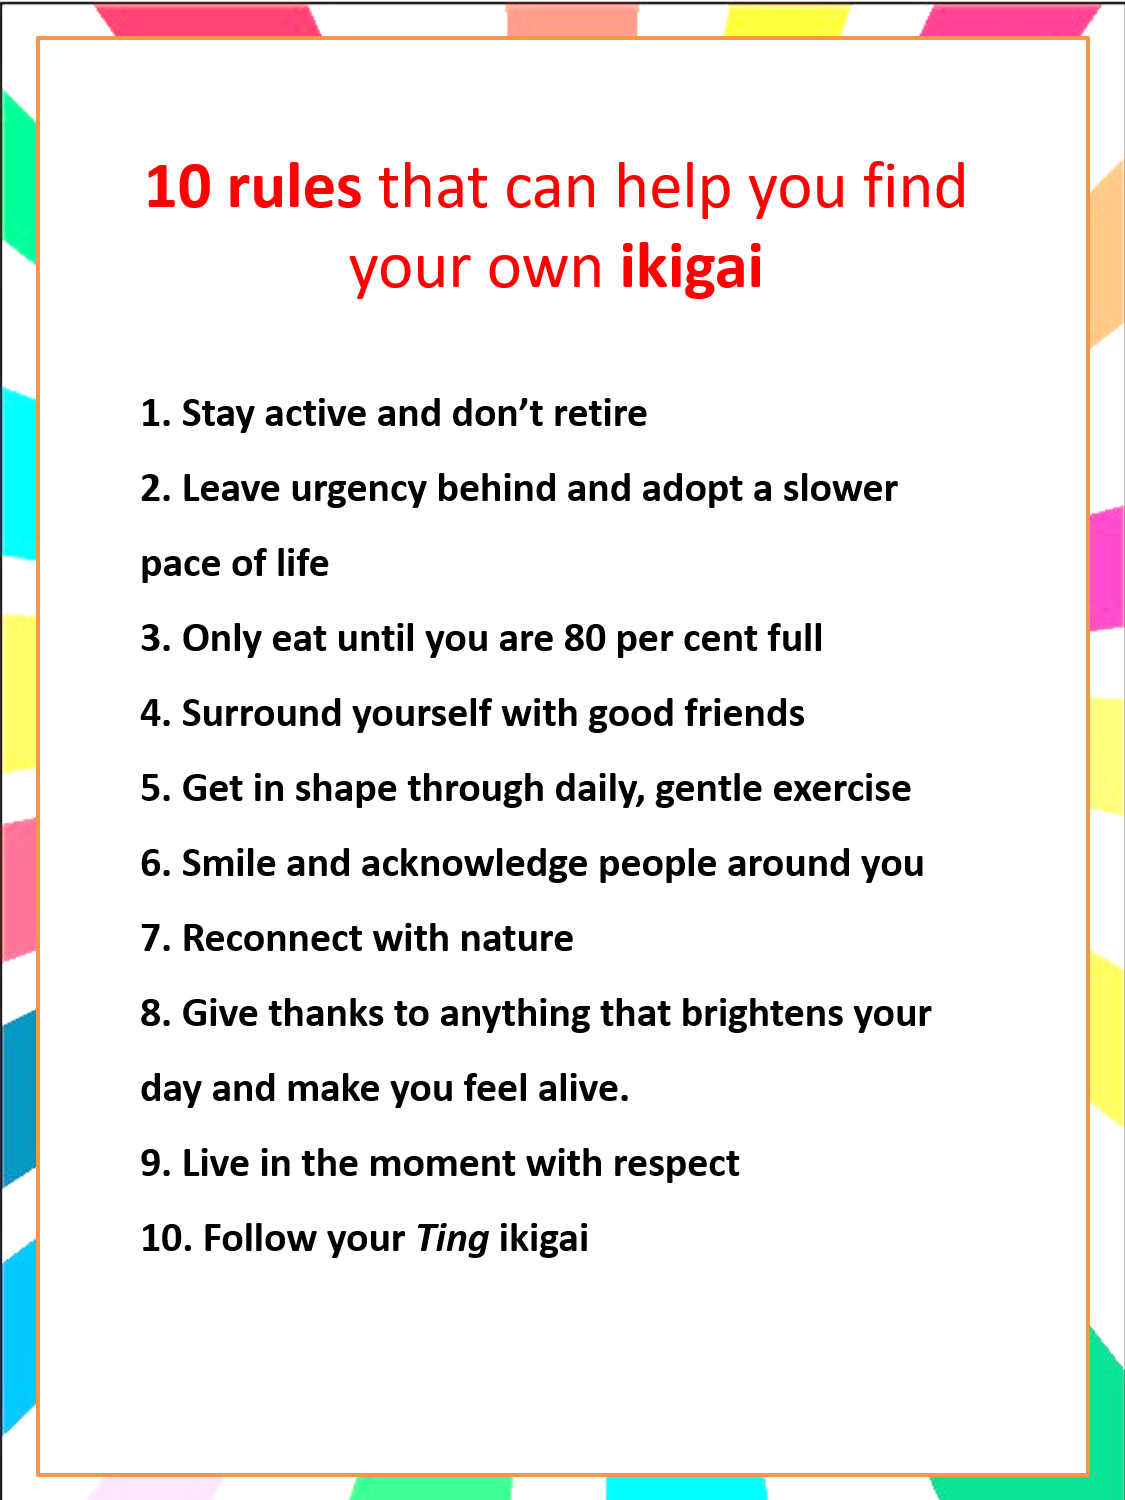 10 rules that can help you find
your own ikigai
1. Stay active and don’t retire
2. Leave urgency behind and adopt a slower
pace of life
3. Only eat until you are 80 per cent full
4. Surround yourself with good friends
5. Get in shape through daily, gentle exercise
6. Smile and acknowledge people around you
7. Reconnect with nature
8. Give thanks to anything that brightens your
day and make you feel alive.
9. Live in the moment with respect
10. Follow your Ting ikigai